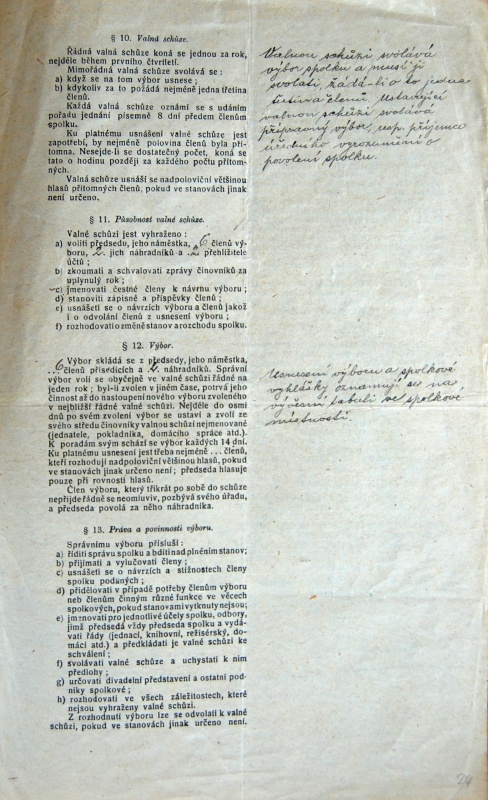 § 10. Valná schůze.
Řádná valná schůze koná se jednou za rok,
nejdéle během prvního čtvrtletí.
Mimořádná valná schůze svolává se :
a) když se na tom výbor usnese ;
b) kdykoliv za to požádá nejméně jedna třetina
členů.
Každá valná schůze oznámí se s udáním
pořadu jednání písemně 8 dní předem členům
spolku.
Ku platnému usnášení valné schůze jest
zapotřebí, by nejméně polovina členů byla pří-
tomna. Nesejde-li se dostatečný počet, koná se
tato o hodinu později za každého počtu přítom-
ných.
Valná schůze usnáší se nadpoloviční většinou
hlasů přítomných členů, pokud ve stanovách jinak
není určeno.
Valnou schůzi svolává
výbor spolku a musí ji
svolati, žádá-li o to jedna
třetina členů. Ustavující
valnou schůzi svolává
přípravný výbor, nap. příjemce
úředního vyrozumění o
povolení spolku.
§ 11. Působnost valné schůze.
Valné schůzi jest vyhraženo :
a) voliti předsedu, jeho náměstka, 6 členů vý-
boru, 2 jich náhradníků a 2 přehlížitele
účtů ;
b) zkoumati a schvalovati zprávy činovníků za
uplynulý rok ;
c) jmenovati čestné členy k návrhu výboru ;
d) stanoviti zápisné a příspěvky členů ;
e) usnášeti se o návrzích výboru a členů jakož
i o odvolání členů z usnesení výboru ;
f) rozhodovati o změně stanov a rozchodu spolku.
§ 12. Výbor.
Výbor skládá se z předsedy, jeho náměstka,
6 členů přísedících a 2 náhradníků. Správní
výbor volí se obyčejně ve valné schůzi řádné na
jeden rok ; byl-li zvolen v jiném čase, potrvá jeho
činnost až do nastoupení nového výboru zvoleného
v nejbližší řádné valné schůzi. Nejdéle do osmi
dnů po svém zvolení výbor se ustaví a zvolí ze
svého středu činovníky valnou schůzí nejmenované
(jednatele, pokladníka, domácího správce atd.).
K poradám svým schází se výbor každých 14 dní.
Ku platnému usnesení jest třeba nejméně ... členů,
kteří rozhodují nadpoloviční většinou hlasů, pokud
ve stanovách jinak určeno není ; předseda hlasuje
pouze při rovnosti hlasů.
Člen výboru, který třikrát po sobě do schůze
nepřijde řádně se neomluviv, pozbývá svého úřadu,
a předseda povolá za něho náhradníka.
Usnesení výboru a spolkové
vyhlášky oznamují se na
vývěsní tabuli ve spolkové
místnosti.
§ 13. Práva a povinnosti výboru.
Správnímu výboru přísluší :
a) říditi správu spolku a bdíti nad plněním stanov ;
b) přijímati a vylučovati členy ;
c) usnášeti se o návrzích a stížnostech členy
spolku podaných ;
d) přidělovati v případě potřeby členům výboru
neb členům činným různé funkce ve věcech
spolkových, pokud stanovami vytknuty nejsou ;
e) jmenovati pro jednotlivé účely spolku, odbory,
jimž předsedá vždy předseda spolku a vydá-
vati řády (jednací, knihovní, režisérský, do-
mácí atd.) a předkládati je valné schůzi ke
schválení ;
f) svolávati valné schůze a uchystati k nim
předlohy ;
g) určovati divadelní představení a ostatní pod-
niky spolkové ;
h) rozhodovati ve všech záležitostech, které
nejsou vyhraženy valné schůzi.
Z rozhodnutí výboru lze se odvolati k valné
schůzi, pokud ve stanovách jinak určeno není.
24